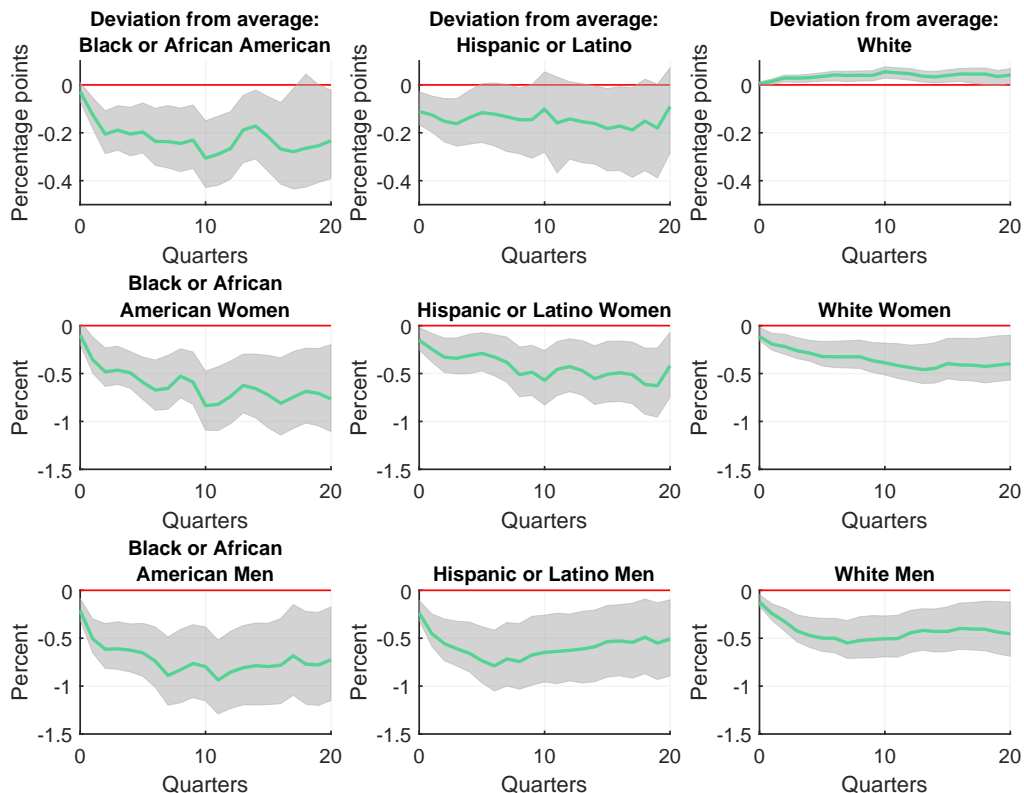 Deviation from average:
Black or African American
Percentage points
0
-0.2
-0.4
0
10
20
Quarters
Deviation from average:
Hispanic or Latino
Percentage points
0
-0.2
-0.4
0
10
20
Quarters
Deviation from average:
White
Percentage points
0
-0.2
-0.4
0
10
20
Quarters
Black or African
American Women
Percent
0
-0.5
-1
-1.5
0
10
20
Quarters
Hispanic or Latino Women
Percent
0
-0.5
-1
-1.5
0
10
20
Quarters
White Women
Percent
0
-0.5
-1
-1.5
0
10
20
Quarters
Black or African
American Men
Percent
0
-0.5
-1
-1.5
0
10
20
Quarters
Hispanic or Latino Men
Percent
0
-0.5
-1
-1.5
0
10
20
Quarters
White Men
Percent
0
-0.5
-1
-1.5
0
10
20
Quarters